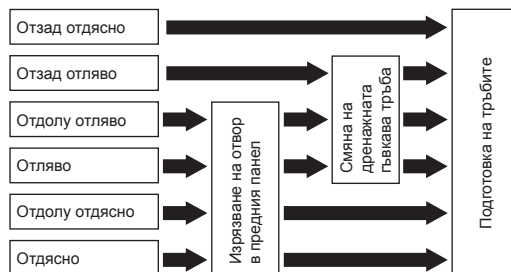 Отзад отдясно
Отзад отляво
Отдолу отляво
Отляво
Отдолу отдясно
Отдясно
Изрязване на отвор
в предния панел
Смяна на
дренажната
гъвкава тръба
Подготовка на тръбите